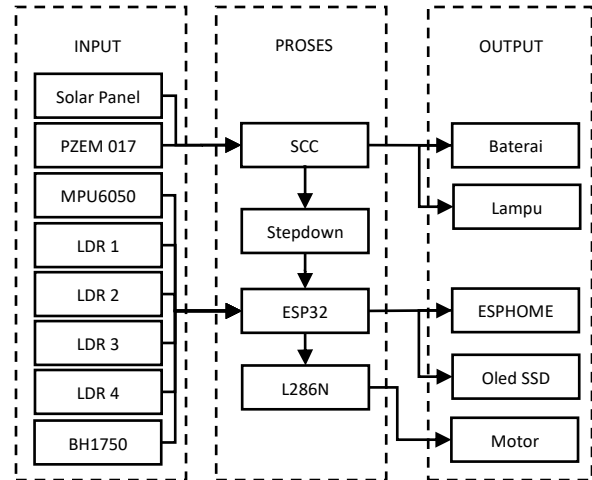 INPUT
Solar Panel
PZEM 017
MPU6050
LDR 1
LDR 2
LDR 3
LDR 4
BH1750
PROSES
SCC
Stepdown
ESP32
L286N
OUTPUT
Baterai
Lampu
ESPHOME
Oled SSD
Motor